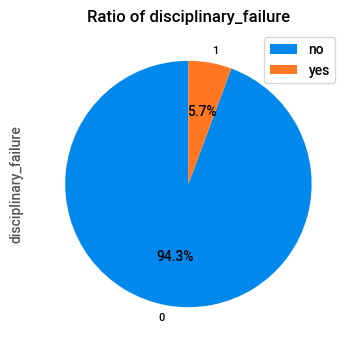 Ratio of disciplinary_failure
no
yes
1
5.7%
disciplinary_failure
94.3%
0